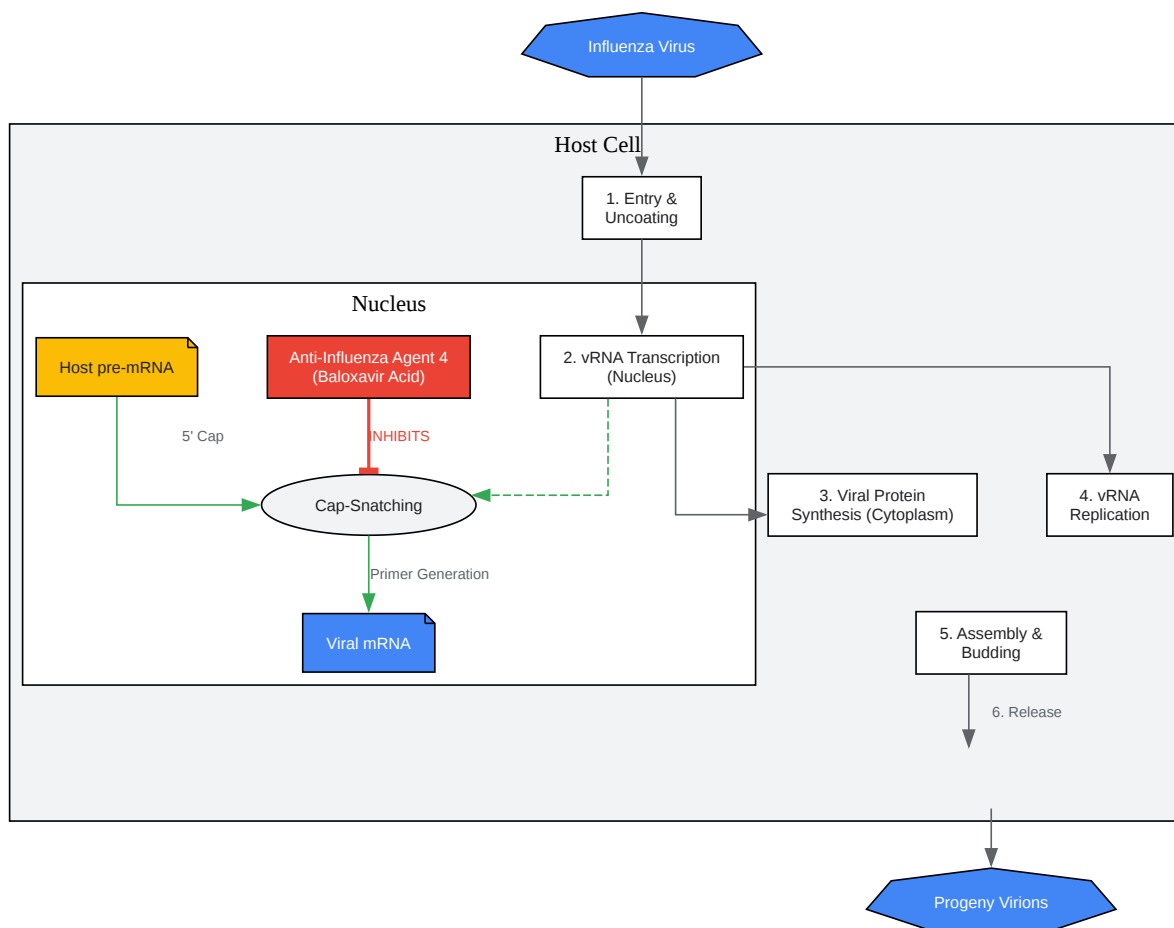 Influenza Virus
Host Cell
1. Entry &
Uncoating
Nucleus
Host pre-mRNA
Anti-Influenza Agent 4
(Baloxavir Acid)
2. vRNA Transcription
(Nucleus)
5' Cap
INHIBITS
Cap-Snatching
3. Viral Protein
Synthesis (Cytoplasm)
4. vRNA
Replication
Primer Generation
Viral mRNA
5. Assembly &
Budding
6. Release
Progeny Virions